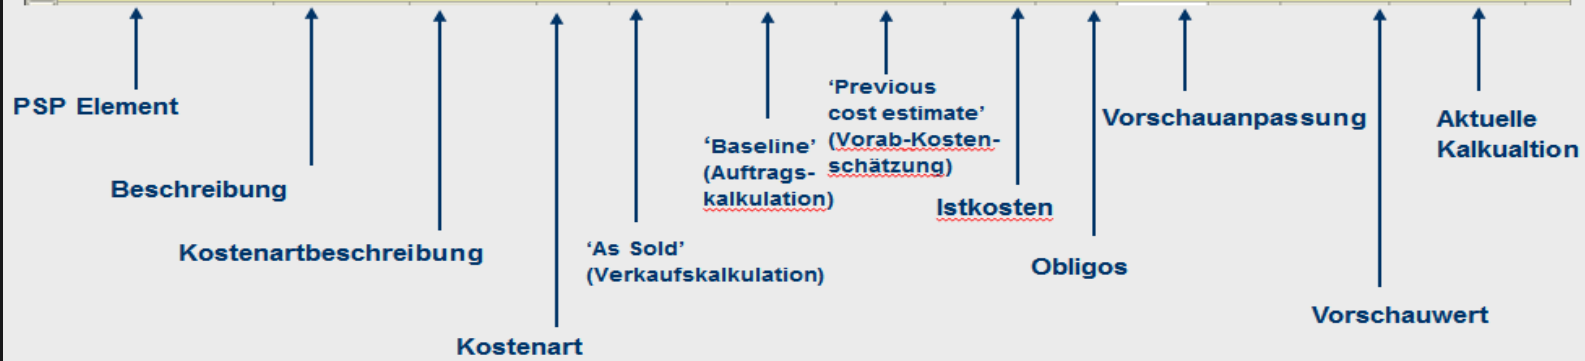 PSP Element
Beschreibung
Kostenartbeschreibung
Kostenart
‘As Sold’
(Verkaufskalkulation)
‘Baseline’
(Auftrags-
kalkulation)
‘Previous
cost estimate’
(Vorab-Kosten-
schätzung)
Istkosten
Obligos
Vorschauanpassung
Vorschauwert
Aktuelle
Kalkualtion